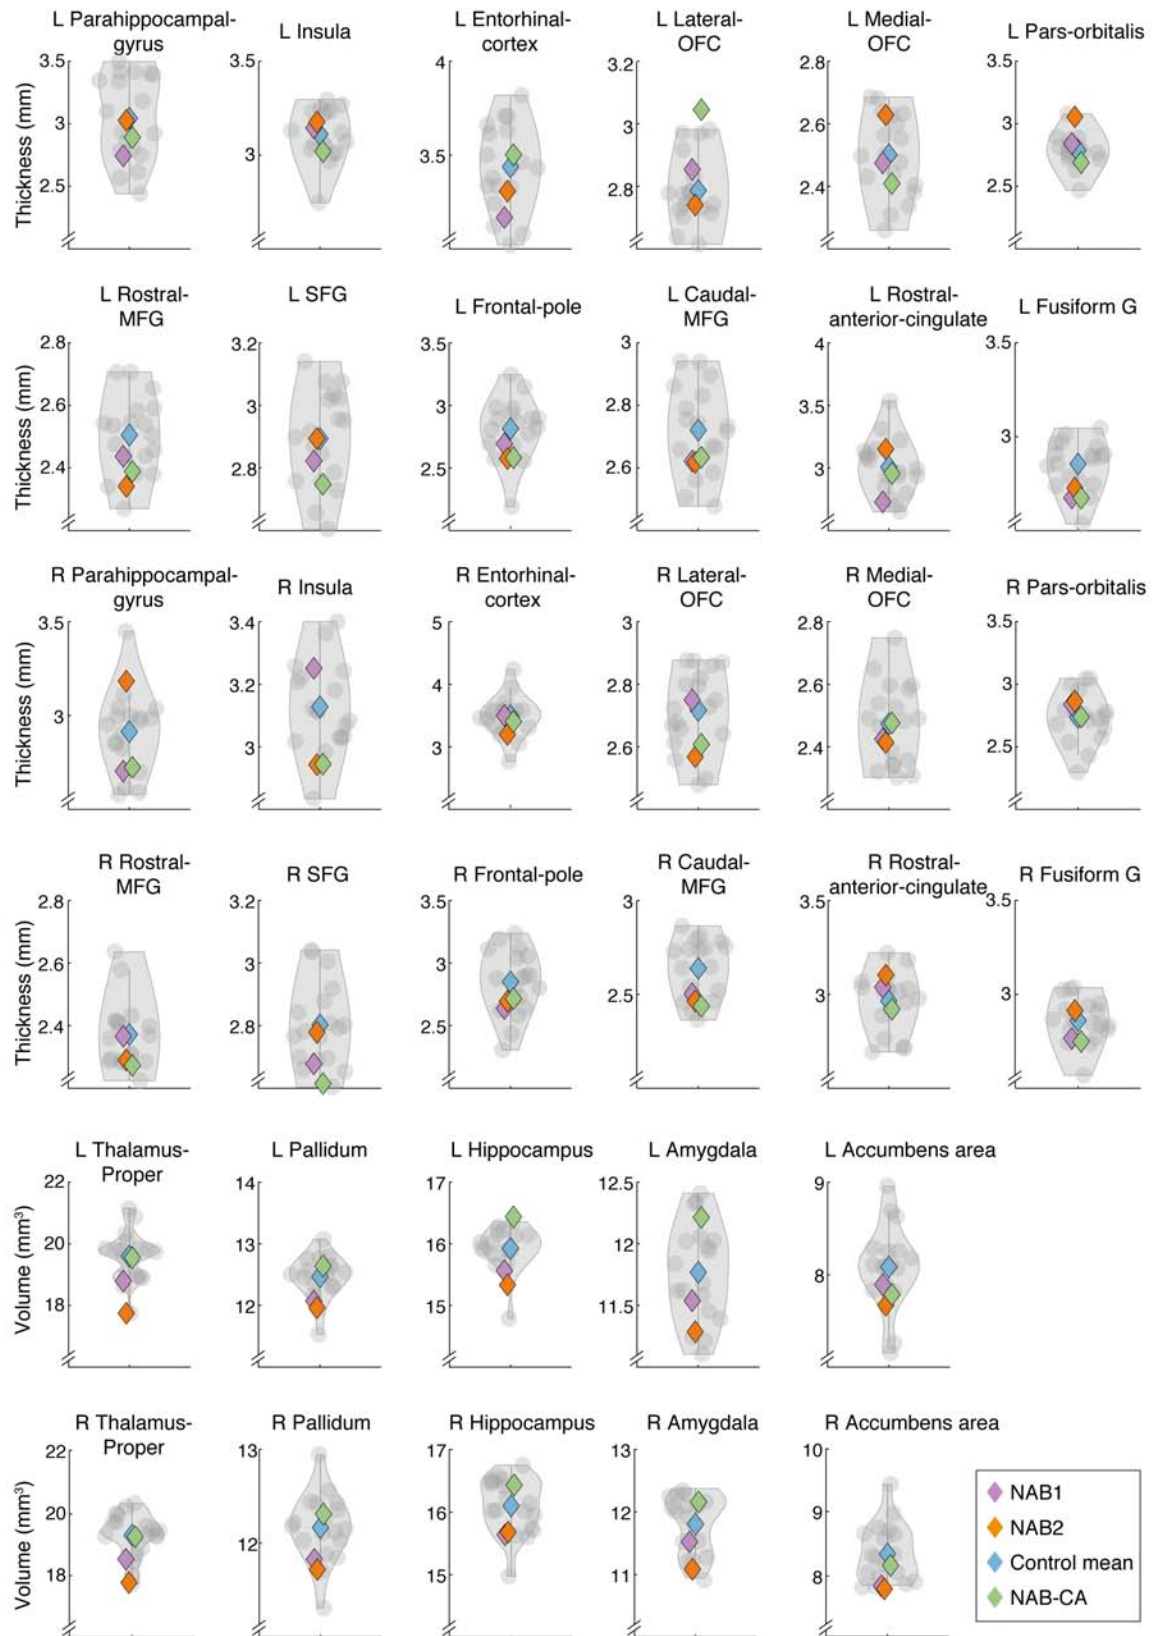 L Parahippocampal-
gyrus
L Insula
L Entorhinal-
cortex
L Lateral-
OFC
L Medial-
OFC
L Pars-orbitalis
Thickness (mm)
3.5
3
2.5
3.5
3
4
3.5
3.2
3
2.8
2.8
2.6
2.4
3.5
3
2.5
L Rostral-
MFG
L SFG
L Frontal-pole
L Caudal-
MFG
L Rostral-
anterior-cingulate
L Fusiform G
Thickness (mm)
2.8
2.6
2.4
3.2
3
2.8
3.5
3
2.5
3
2.8
2.6
4
3.5
3
3.5
3
R Parahippocampal-
gyrus
R Insula
R Entorhinal-
cortex
R Lateral-
OFC
R Medial-
OFC
R Pars-orbitalis
Thickness (mm)
3.5
3
3.4
3.2
3
5
4
3
3
2.8
2.6
2.8
2.6
2.4
3.5
3
2.5
R Rostral-
MFG
R SFG
R Frontal-pole
R Caudal-
MFG
R Rostral-
anterior-cingulate
R Fusiform G
Thickness (mm)
2.8
2.6
2.4
3.2
3
2.8
3.5
3
2.5
3
2.5
3.5
3
3.5
3
L Thalamus-
Proper
L Pallidum
L Hippocampus
L Amygdala
L Accumbens area
Volume (mm³)
22
20
18
14
13
12
17
16
15
12.5
12
11.5
9
8
R Thalamus-
Proper
R Pallidum
R Hippocampus
R Amygdala
R Accumbens area
Volume (mm³)
22
20
18
13
12
17
16
15
13
12
11
10
9
8
NAB1
NAB2
Control mean
NAB-CA